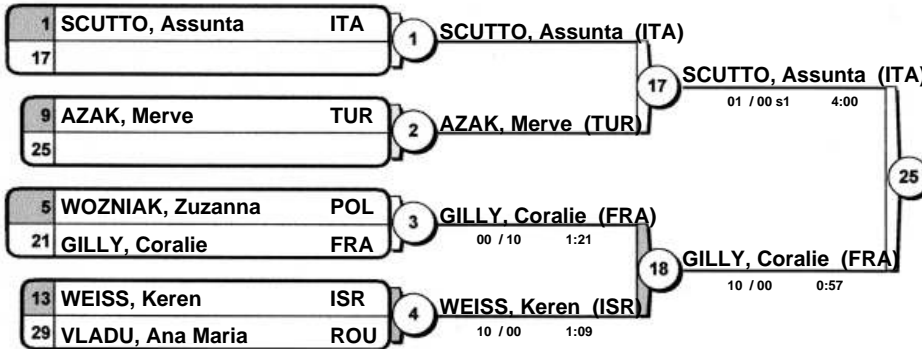 1 SCUTTO, Assunta ITA
17
1
SCUTTO, Assunta (ITA)
9 AZAK, Merve TUR
25
2
AZAK, Merve (TUR)
17
SCUTTO, Assunta (ITA)
01 / 00 s1 4:00
5 WOZNIAK, Zuzanna POL
21 GILLY, Coralie FRA
3
GILLY, Coralie (FRA)
00 / 10 1:21
13 WEISS, Keren ISR
29 VLADU, Ana Maria ROU
4
WEISS, Keren (ISR)
10 / 00 1:09
18
GILLY, Coralie (FRA)
10 / 00 0:57
25